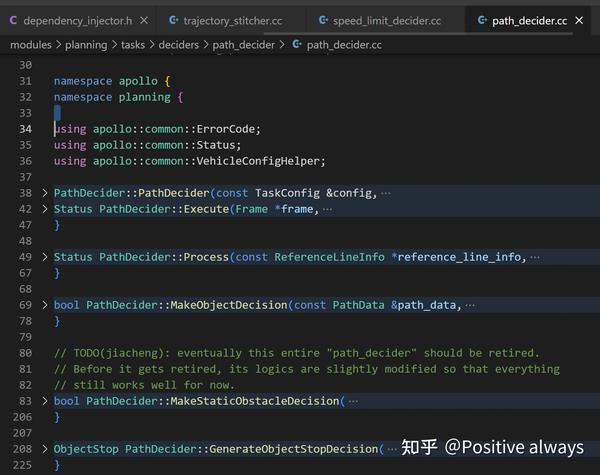 dependency_injector.h
trajectory_stitcher.cc
speed_limit_decider.cc
path_decider.cc
modules > planning > tasks > deciders > path_decider > path_decider.cc
30
31 namespace apollo {
32 namespace planning {
33
34 using apollo::common::ErrorCode;
35 using apollo::common::Status;
36 using apollo::common::VehicleConfigHelper;
37
38 PathDecider::PathDecider(const TaskConfig &config,…
42 Status PathDecider::Execute(Frame *frame,…
47 }
48
49 Status PathDecider::Process(const ReferenceLineInfo *reference_line_info,…
67 }
68
69 bool PathDecider::MakeObjectDecision(const PathData &path_data,…
78 }
79
80 // TODO(jiacheng): eventually this entire "path_decider" should be retired.
81 // Before it gets retired, its logics are slightly modified so that everything
82 // still works well for now.
83 bool PathDecider::MakeStaticObstacleDecision(…
206 }
207
208 ObjectStop PathDecider::GenerateObjectStopDecision(…
225 }
知乎 @Positive always